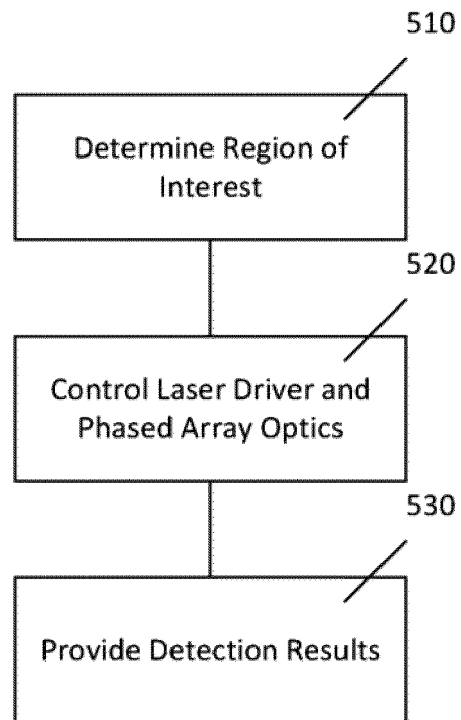 510
Determine Region of
Interest
520
Control Laser Driver and
Phased Array Optics
530
Provide Detection Results